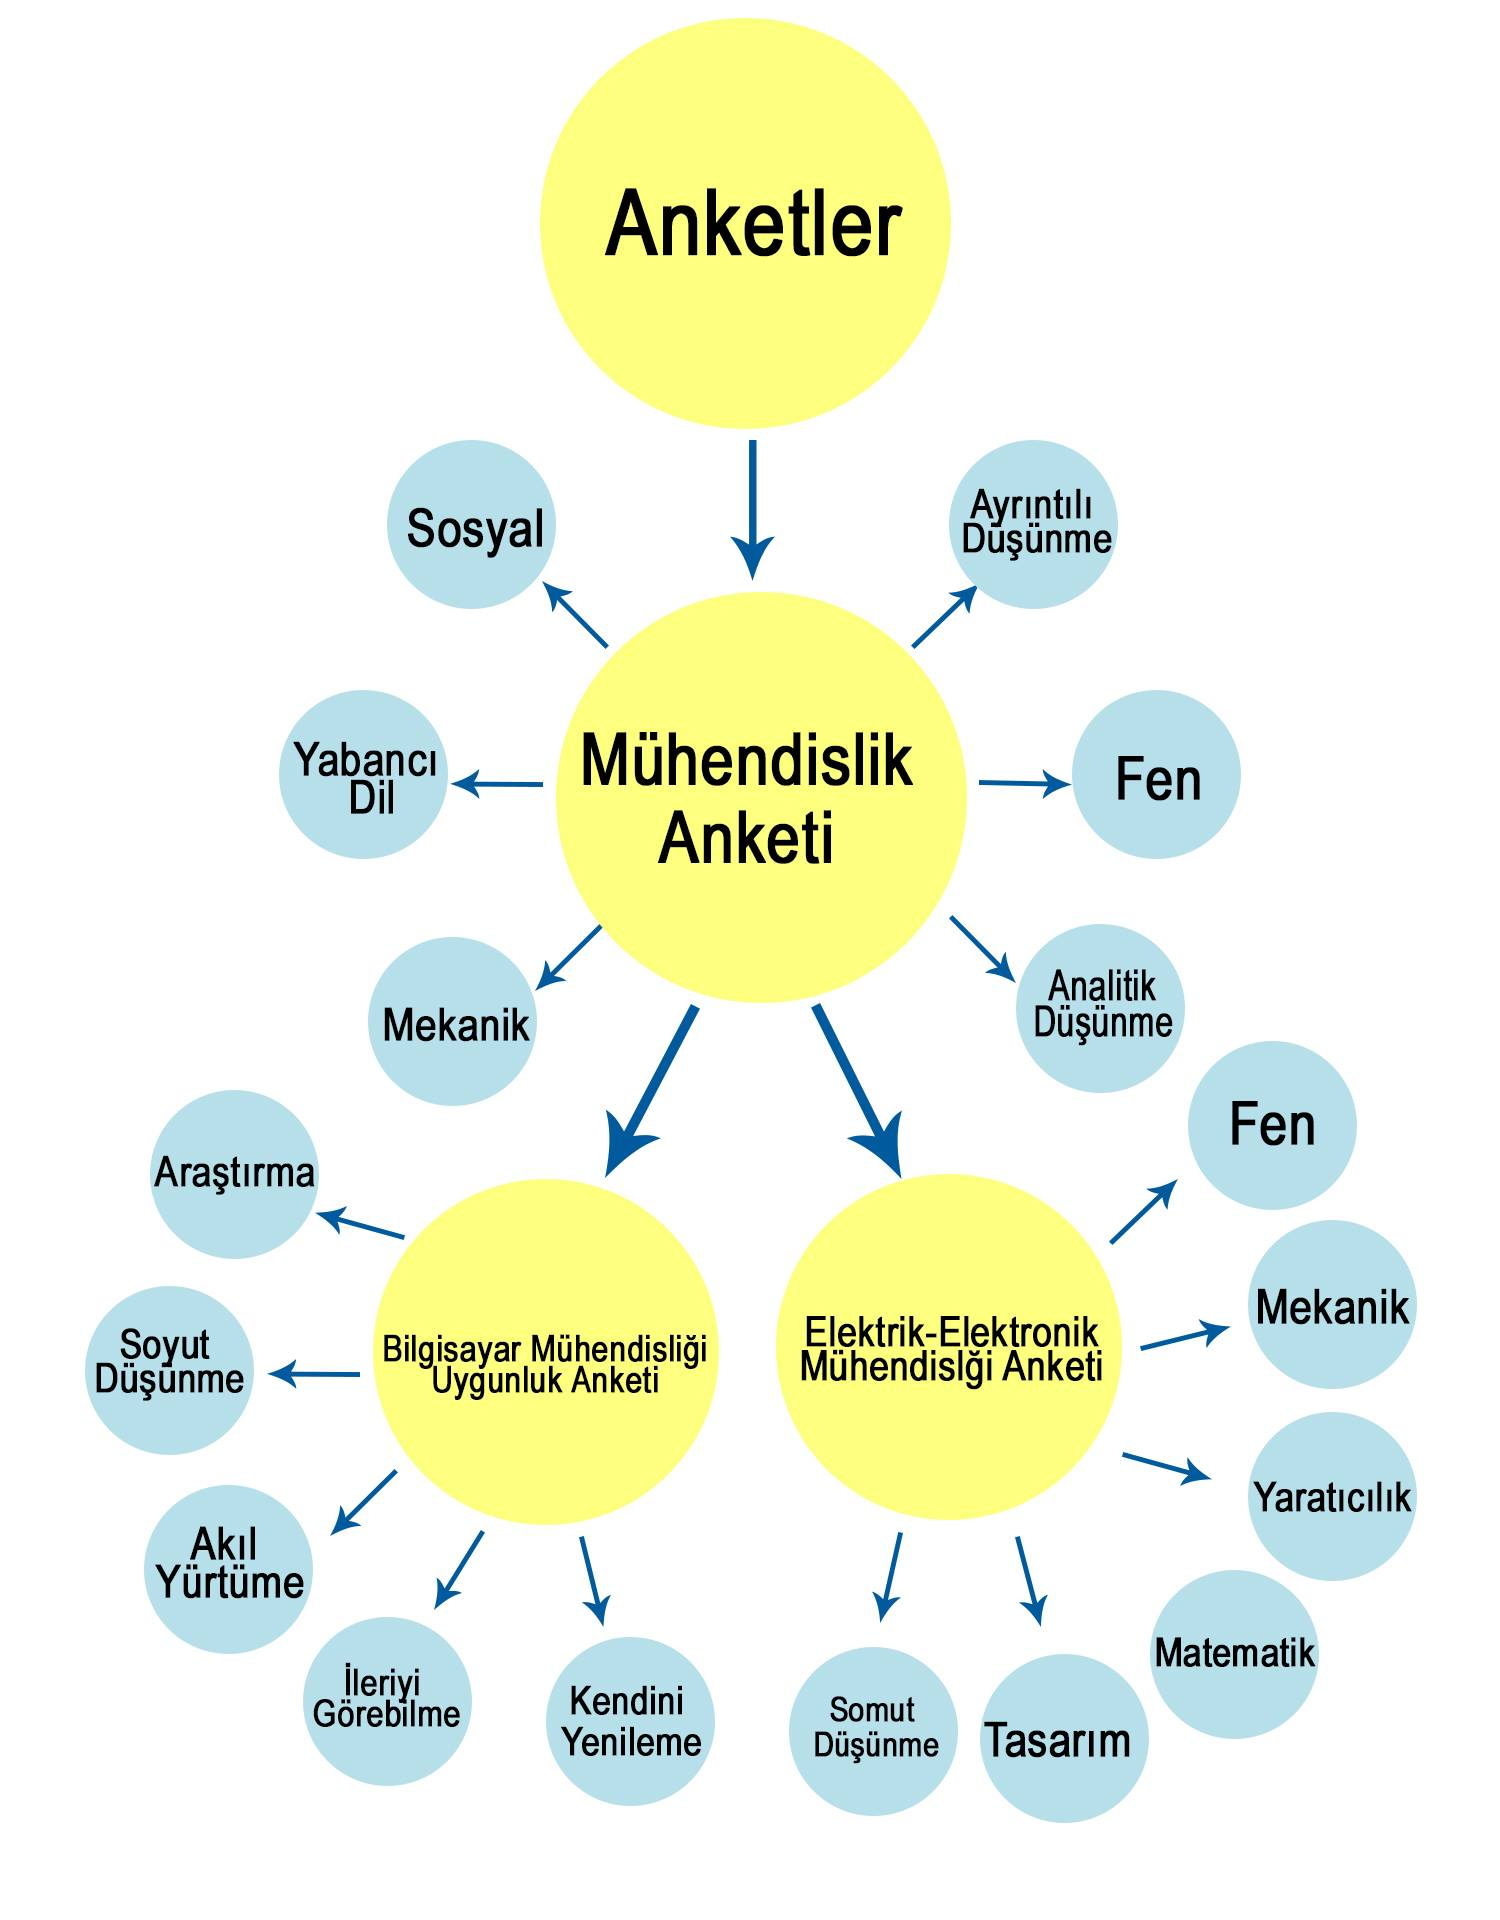 Anketler
Sosyal
Ayrıntılı
Düşünme
Yabancı
Dil
Mühendislik
Anketi
Fen
Mekanik
Analitik
Düşünme
Fen
Araştırma
Mekanik
Soyut
Düşünme
Bilgisayar Mühendisliği
Uygunluk Anketi
Elektrik-Elektronik
Mühendislği Anketi
Yaratıcılık
Akıl
Yürtüme
Matematik
İleriyi
Görebilme
Kendini
Yenileme
Somut
Düşünme
Tasarım